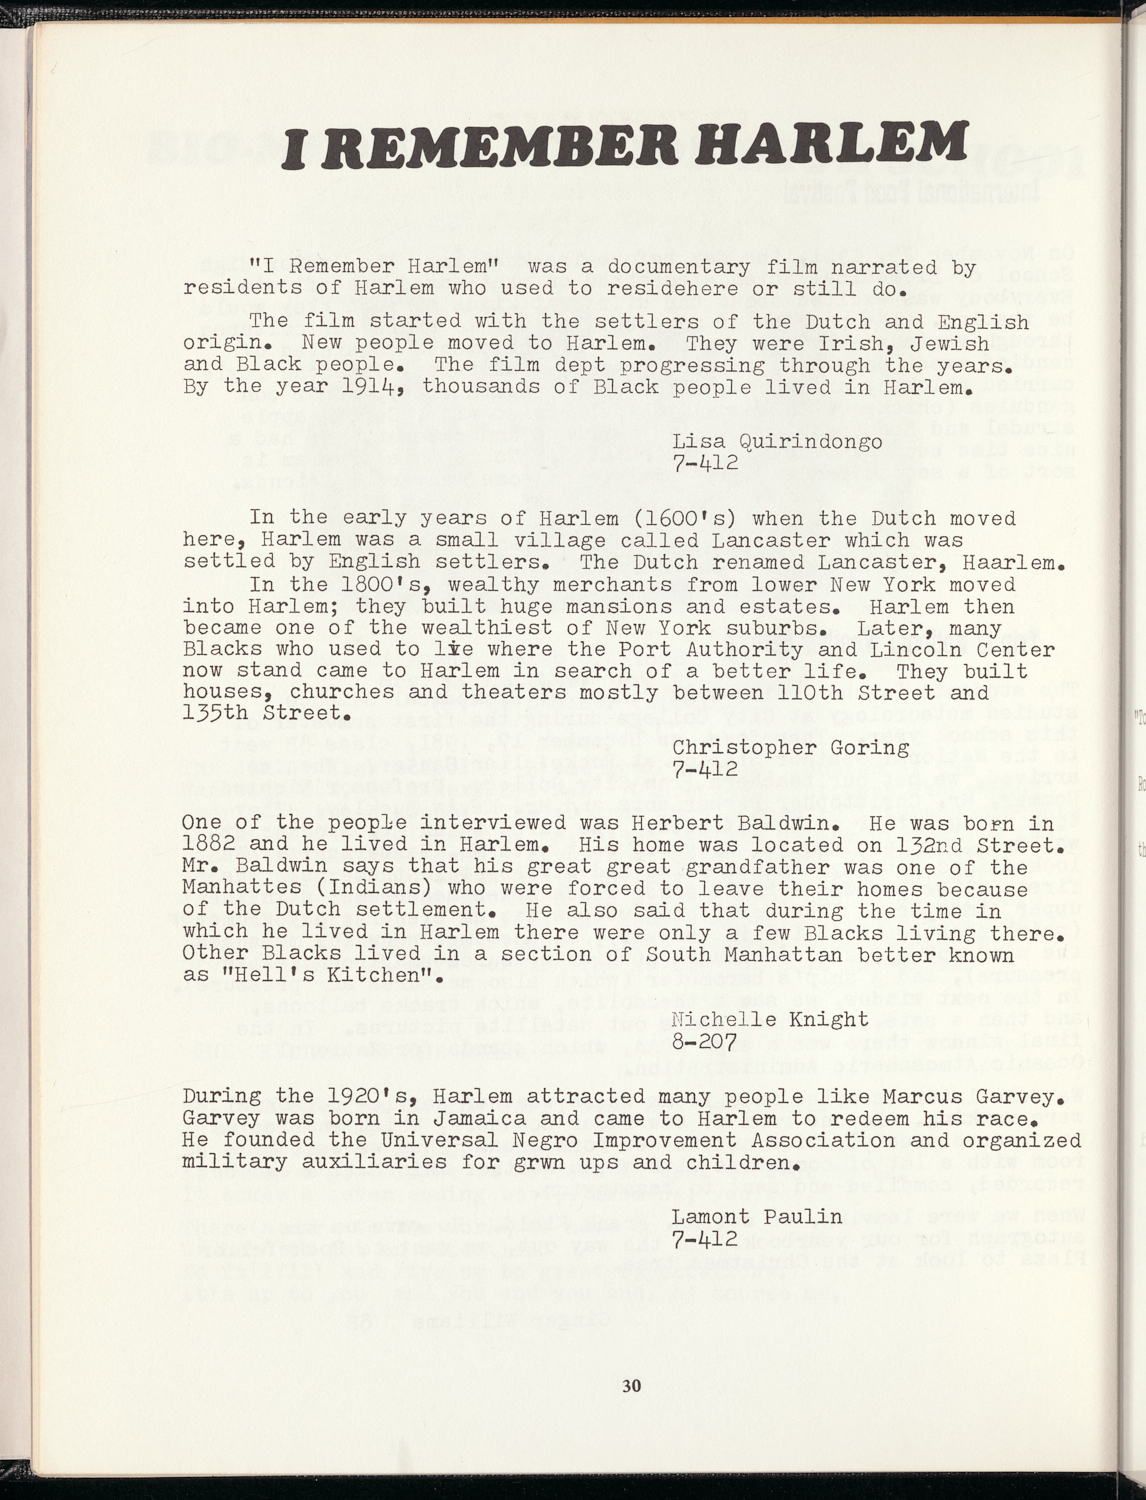 I REMEMBER HARLEM
"I Remember Harlem" was a documentary film narrated by
residents of Harlem who used to residehere or still do.
The film started with the settlers of the Dutch and English
origin. New people moved to Harlem. They were Irish, Jewish
and Black people. The film dept progressing through the years.
By the year 1914, thousands of Black people lived in Harlem.
Lisa Quirindongo
7-412
In the early years of Harlem (1600's) when the Dutch moved
here, Harlem was a small village called Lancaster which was
settled by English settlers. The Dutch renamed Lancaster, Haarlem.
In the 1800's, wealthy merchants from lower New York moved
into Harlem; they built huge mansions and estates. Harlem then
became one of the wealthiest of New York suburbs. Later, many
Blacks who used to live where the Port Authority and Lincoln Center
now stand came to Harlem in search of a better life. They built
houses, churches and theaters mostly between 110th Street and
135th Street.
Christopher Goring
7-412
One of the people interviewed was Herbert Baldwin. He was born in
1882 and he lived in Harlem. His home was located on 132nd Street.
Mr. Baldwin says that his great great grandfather was one of the
Manhattes (Indians) who were forced to leave their homes because
of the Dutch settlement. He also said that during the time in
which he lived in Harlem there were only a few Blacks living there.
Other Blacks lived in a section of South Manhattan better known
as "Hell's Kitchen".
Nichelle Knight
8-207
During the 1920's, Harlem attracted many people like Marcus Garvey.
Garvey was born in Jamaica and came to Harlem to redeem his race.
He founded the Universal Negro Improvement Association and organized
military auxiliaries for grwn ups and children.
Lamont Paulin
7-412
30